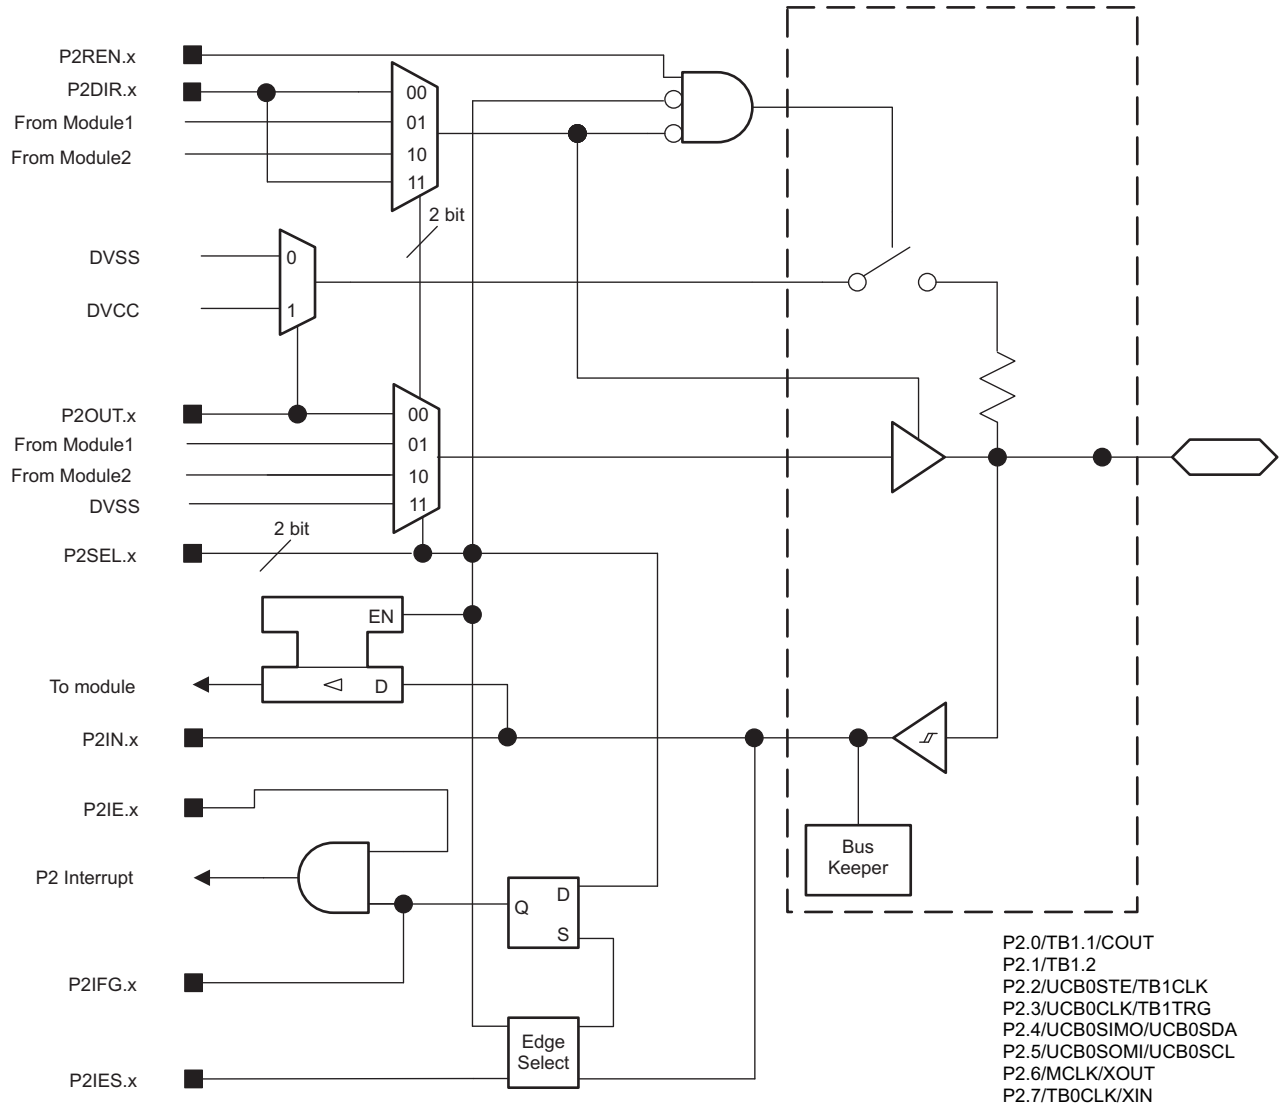 P2REN.x
P2DIR.x
00
From Module1
01
From Module2
10
11
2 bit
DVSS
0
DVCC
1
P2OUT.x
00
From Module1
01
From Module2
10
DVSS
11
2 bit
P2SEL.x
EN
To module
D
P2IN.x
P2IE.x
Bus
Keeper
P2 Interrupt
D
Q
S
P2IFG.x
Edge
Select
P2IES.x
P2.0/TB1.1/COUT
P2.1/TB1.2
P2.2/UCB0STE/TB1CLK
P2.3/UCB0CLK/TB1TRG
P2.4/UCB0SIMO/UCB0SDA
P2.5/UCB0SOMI/UCB0SCL
P2.6/MCLK/XOUT
P2.7/TB0CLK/XIN